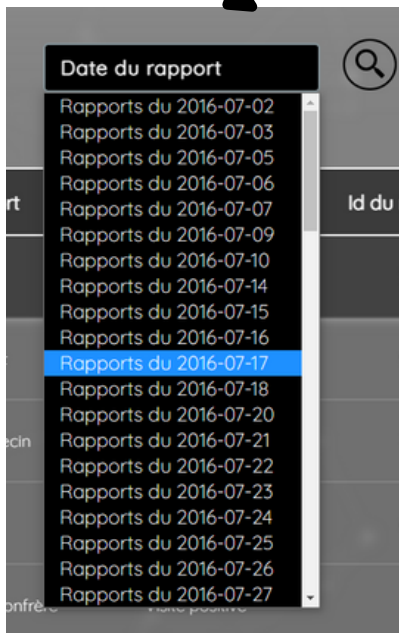 Date du rapport
Rapports du 2016-07-02
Rapports du 2016-07-03
Rapports du 2016-07-05
Rapports du 2016-07-06
rt
Rapports du 2016-07-07
Id du
Rapports du 2016-07-09
Rapports du 2016-07-10
Rapports du 2016-07-14
Rapports du 2016-07-15
Rapports du 2016-07-16
Rapports du 2016-07-17
Rapports du 2016-07-18
Rapports du 2016-07-20
ecin
Rapports du 2016-07-21
Rapports du 2016-07-22
Rapports du 2016-07-23
Rapports du 2016-07-24
Rapports du 2016-07-25
Rapports du 2016-07-26
Rapports du 2016-07-27
onfrère
visite positive